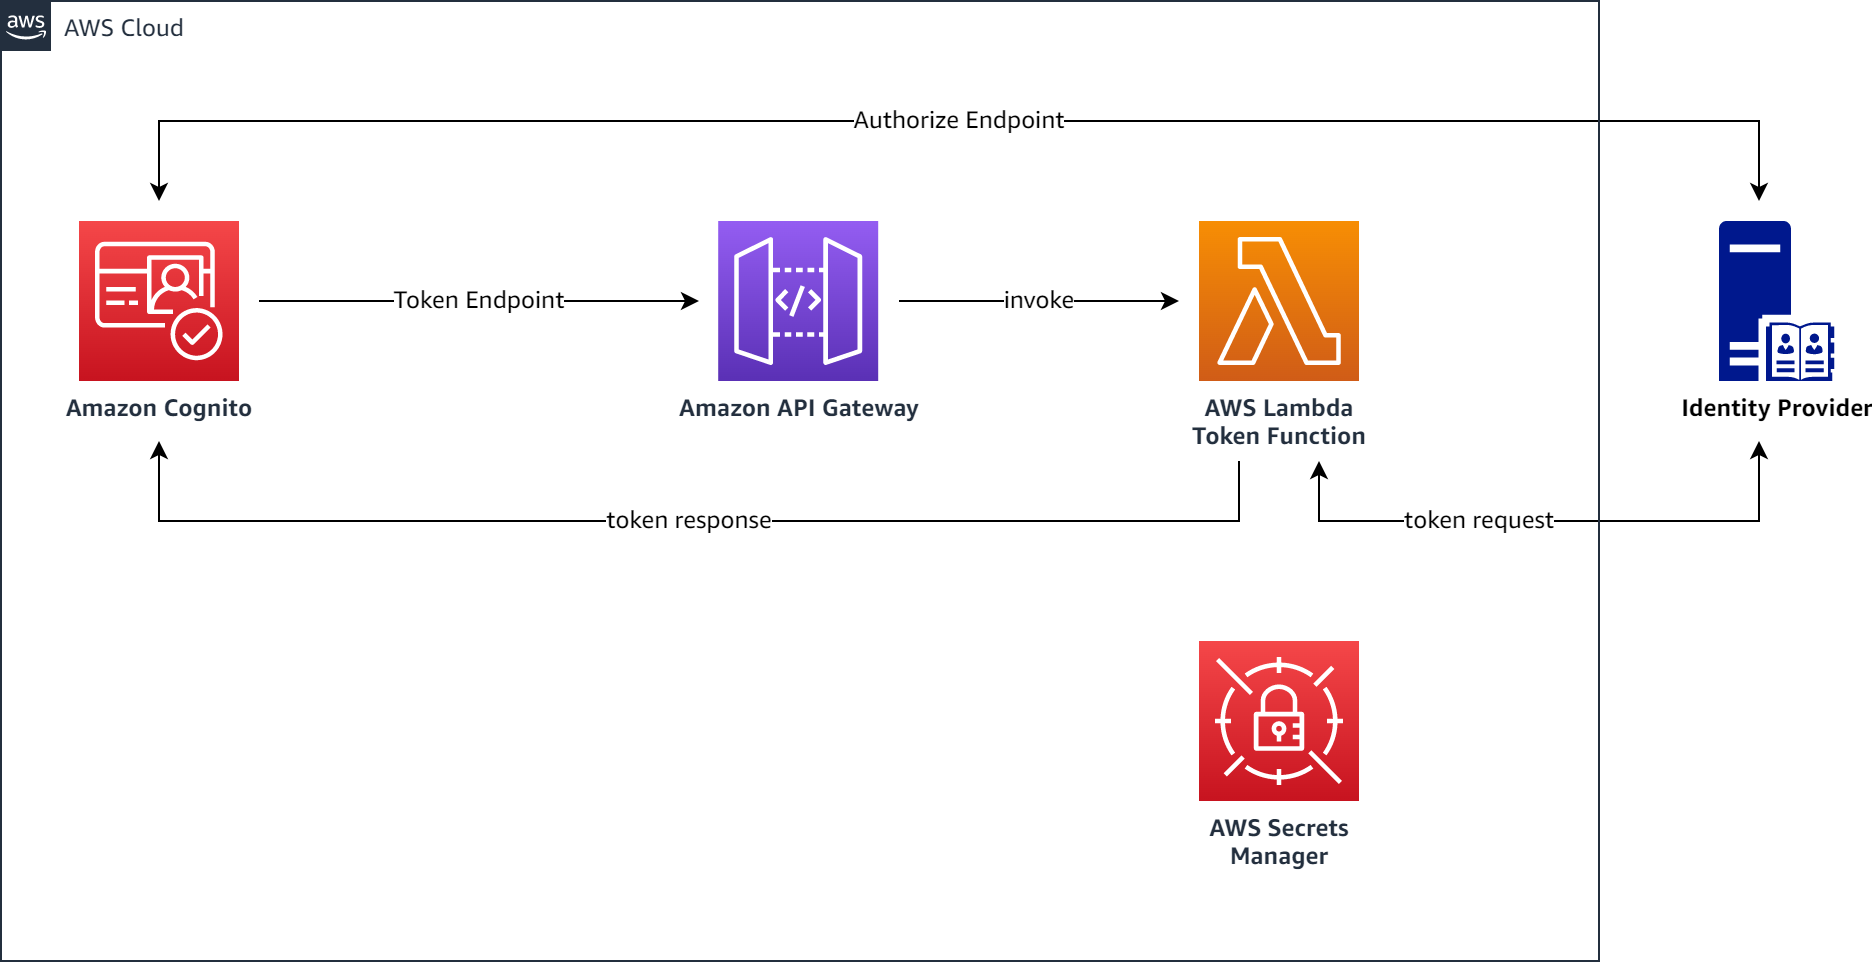 aws
AWS Cloud
Authorize Endpoint
Token Endpoint
</>
invoke
Amazon Cognito
Amazon API Gateway
AWS Lambda
Token Function
Identity Provider
token response
token request
AWS Secrets
Manager